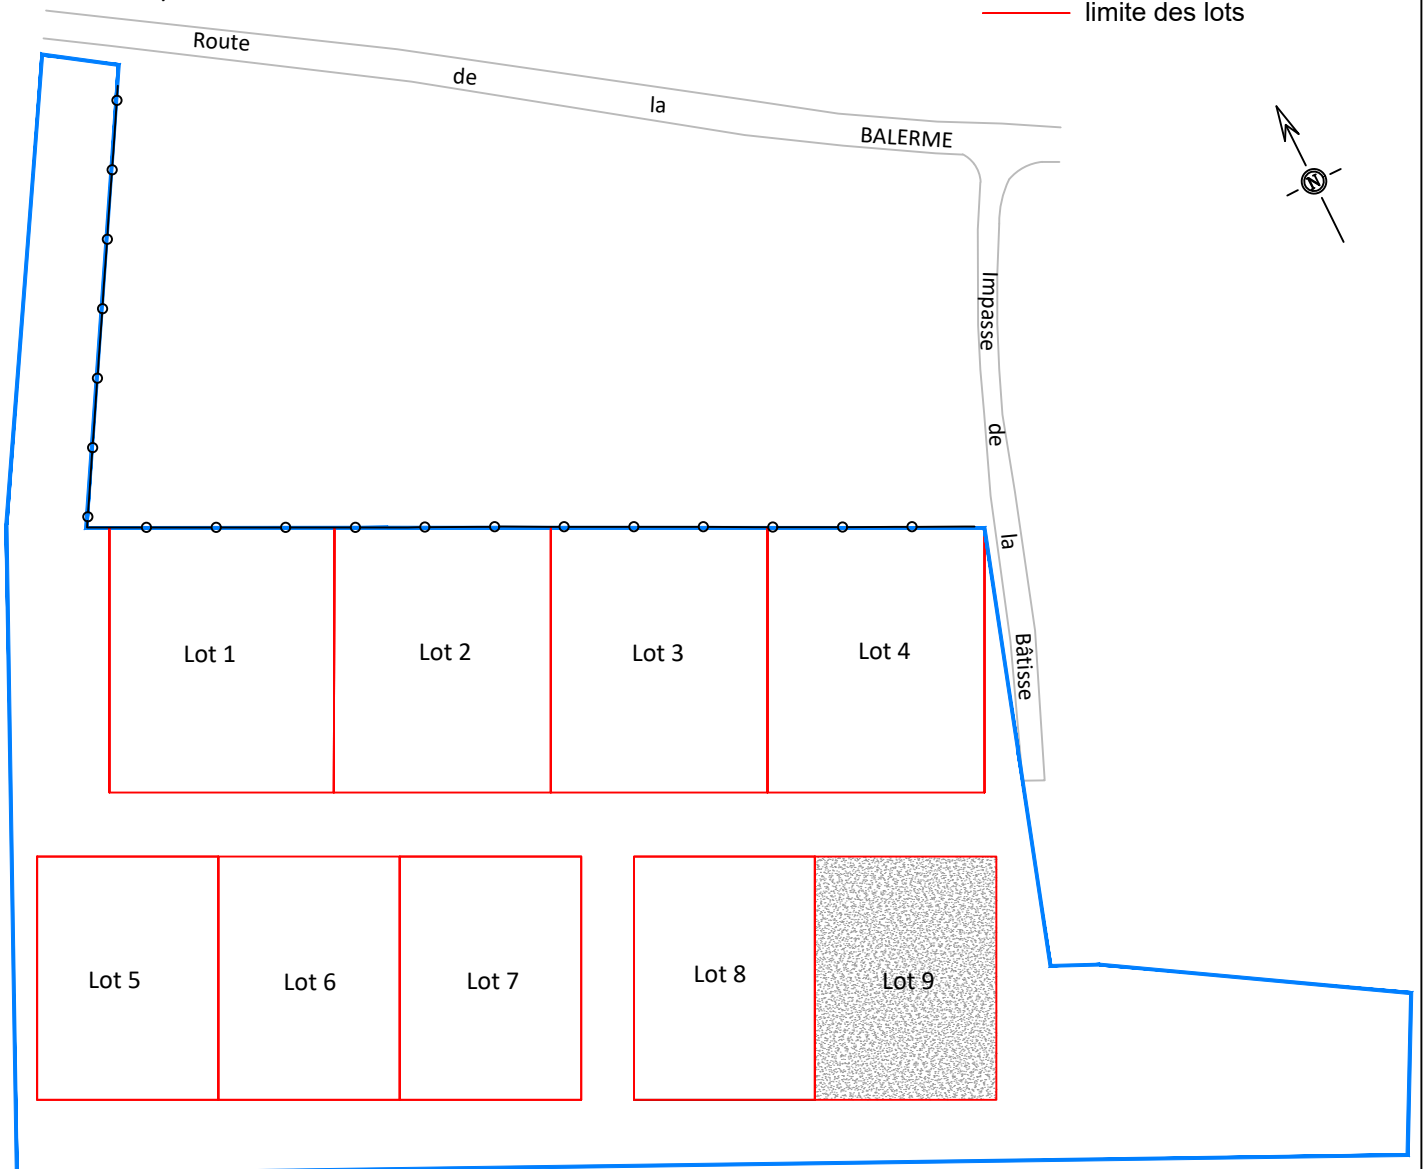 limite des lots
Route de la BALERME
N
Impasse de la Bâtisse
Lot 1 Lot 2 Lot 3 Lot 4
Lot 5 Lot 6 Lot 7 Lot 8 Lot 9